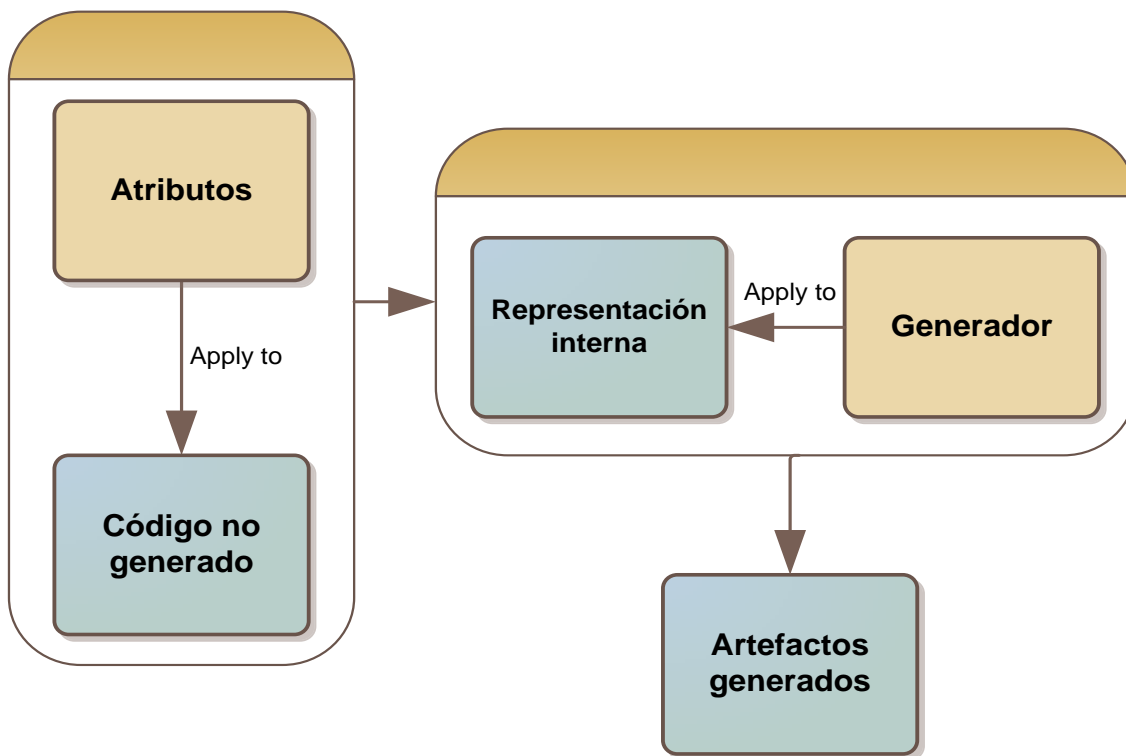 Atributos
Apply to
Código no
generado
Representación
interna
Apply to
Generador
Artefactos
generados